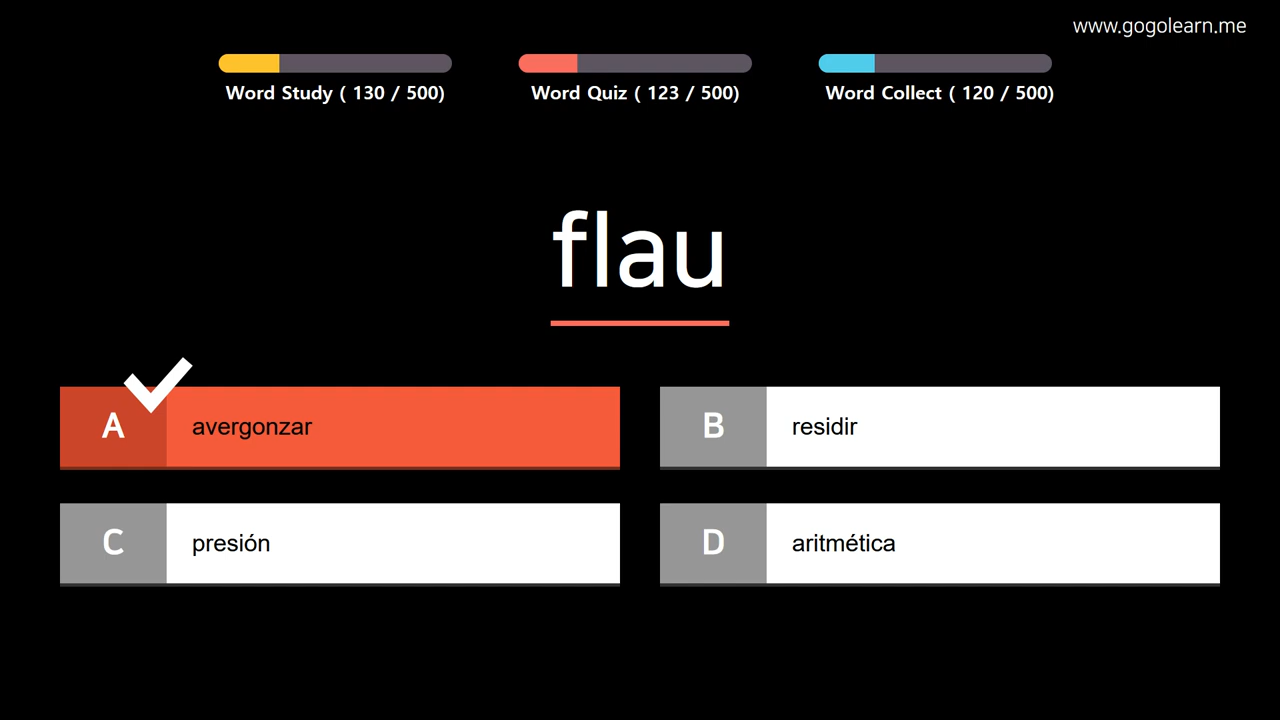 www.gogolearn.me
Word Study ( 130 / 500)
Word Quiz ( 123 / 500)
Word Collect ( 120 / 500)
flau
A avergonzar
B residir
C presión
D aritmética